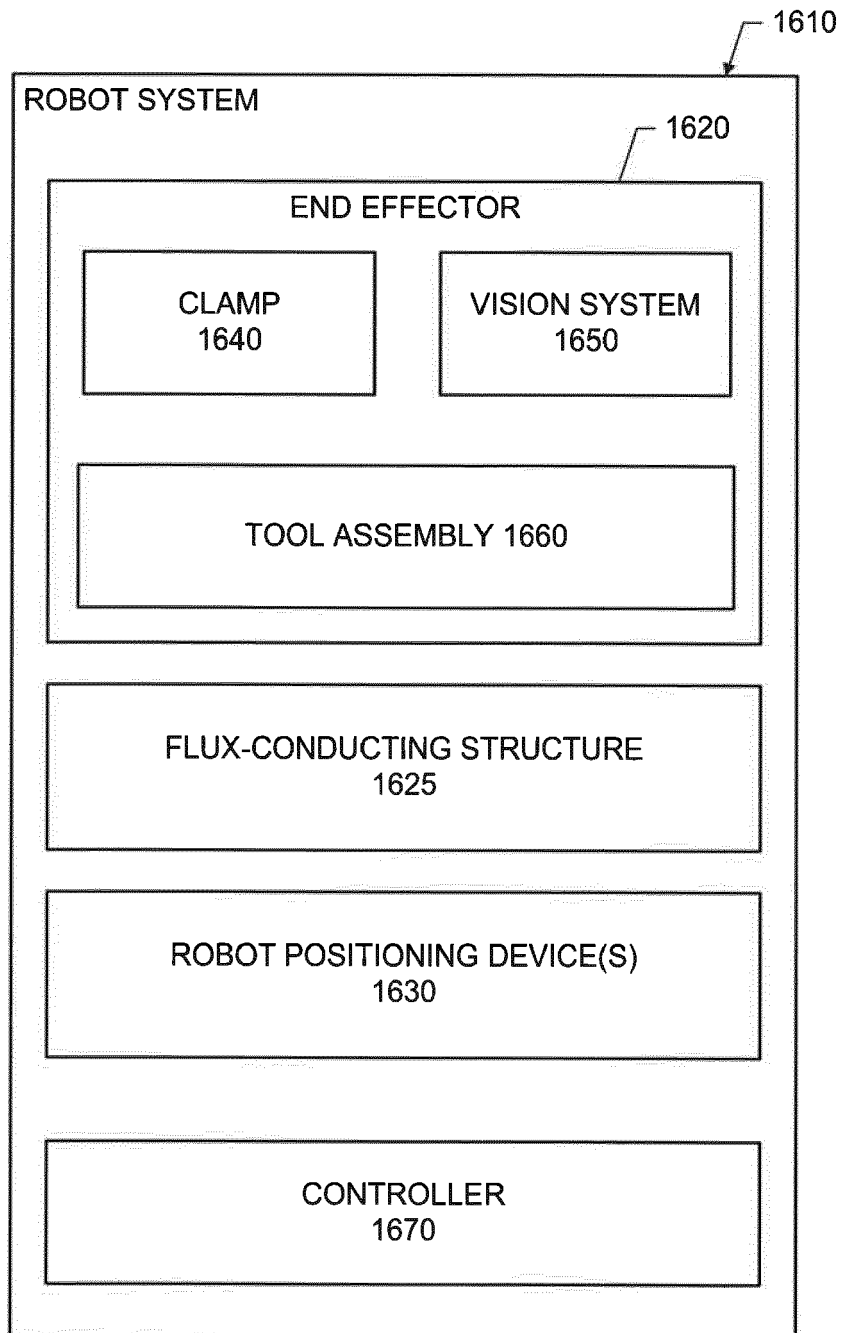 1610
ROBOT SYSTEM
1620
END EFFECTOR
CLAMP
1640
VISION SYSTEM
1650
TOOL ASSEMBLY 1660
FLUX-CONDUCTING STRUCTURE
1625
ROBOT POSITIONING DEVICE(S)
1630
CONTROLLER
1670